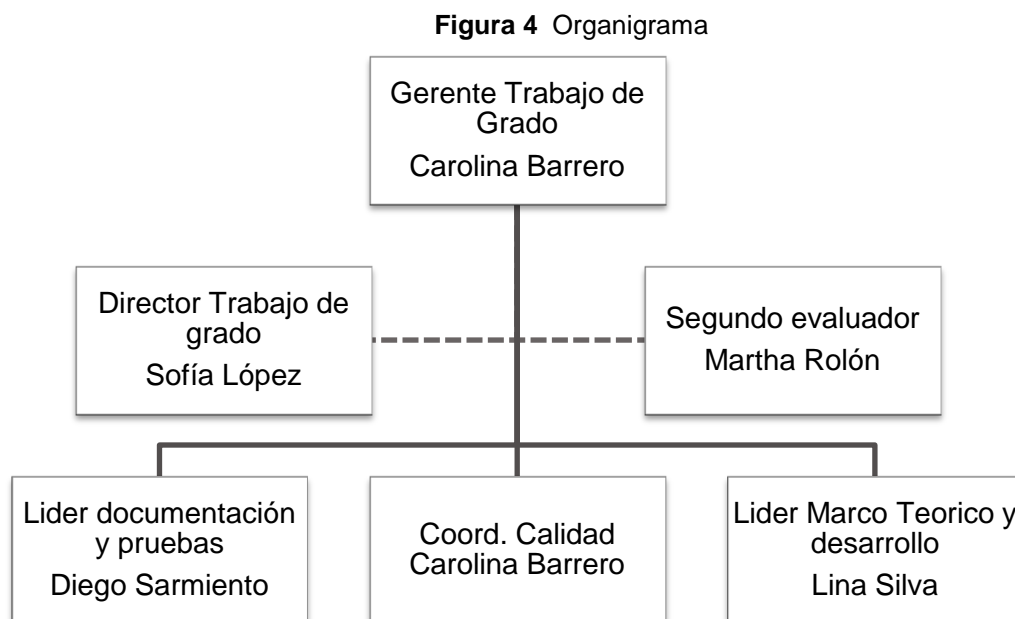 Figura 4 Organigrama
Gerente Trabajo de
Grado
Carolina Barrero
Director Trabajo de
grado
Sofía López
Segundo evaluador
Martha Rolón
Lider documentación
y pruebas
Diego Sarmiento
Coord. Calidad
Carolina Barrero
Lider Marco Teorico y
desarrollo
Lina Silva